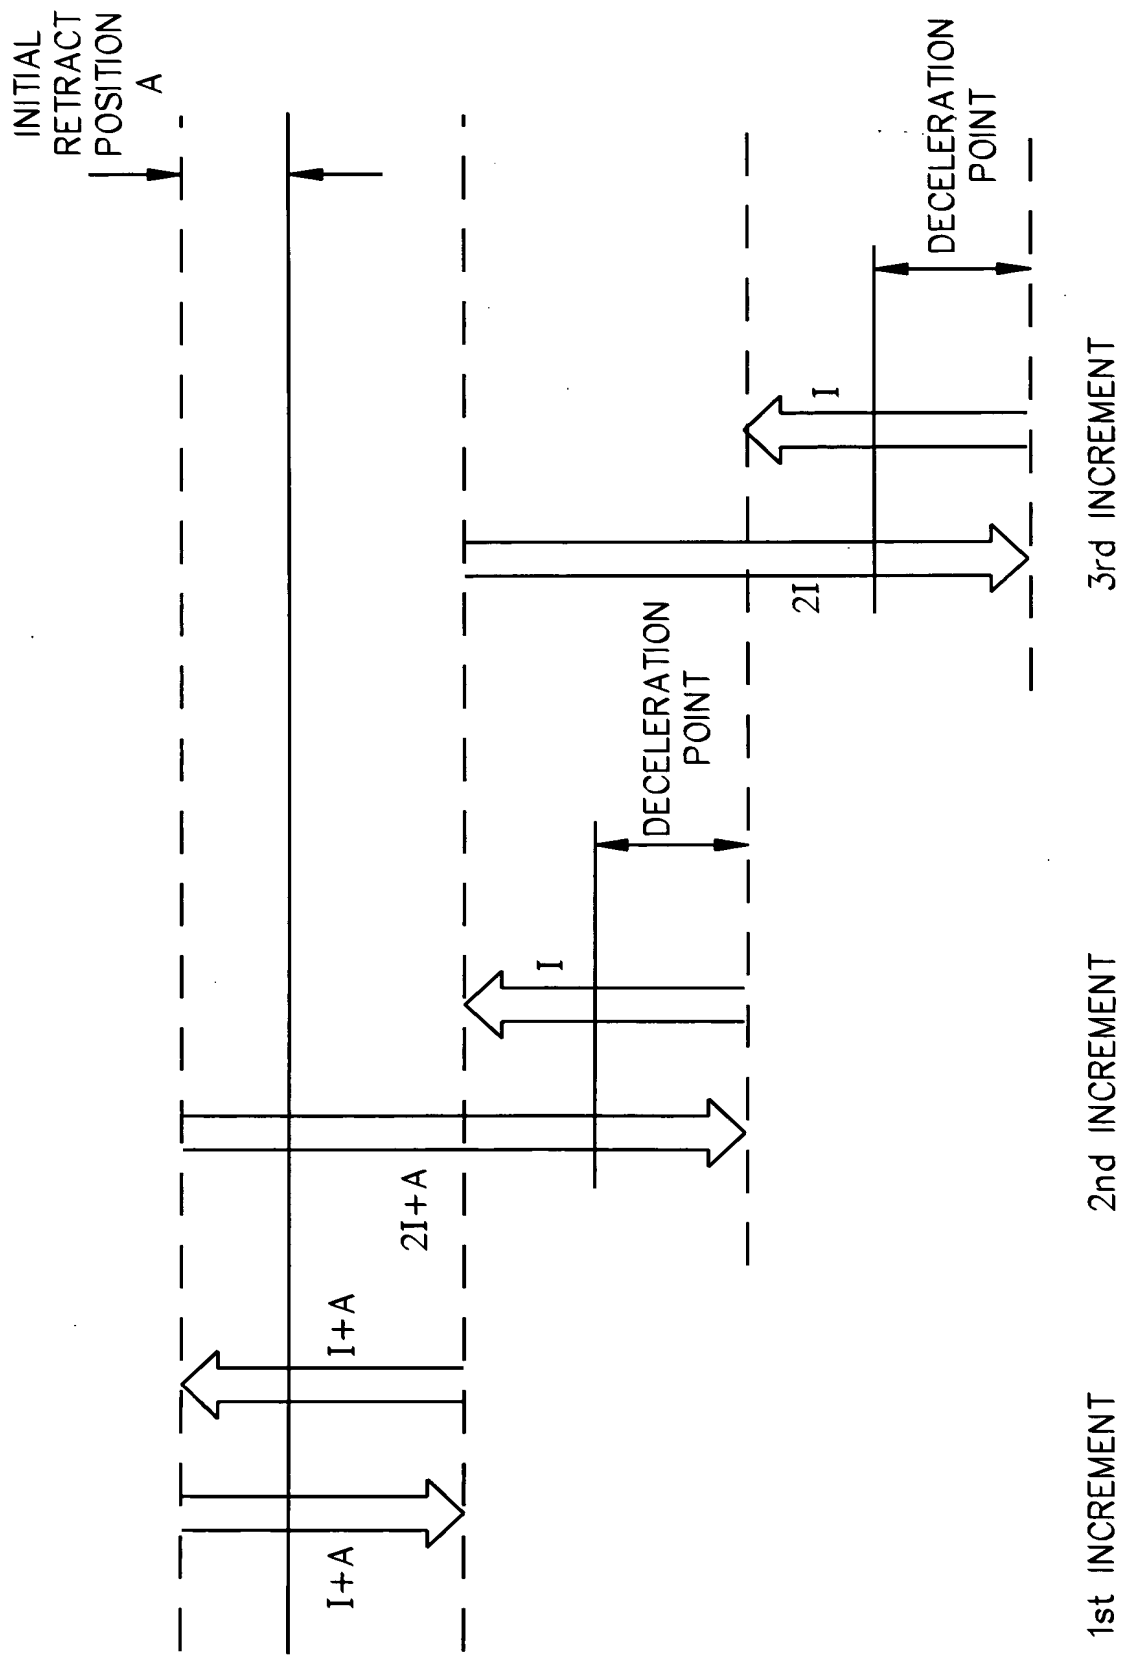 INITIAL
RETRACT
POSITION
A
I+A
I+A
2I+A
I
DECELERATION
POINT
2I
I
DECELERATION
POINT
1st INCREMENT
2nd INCREMENT
3rd INCREMENT